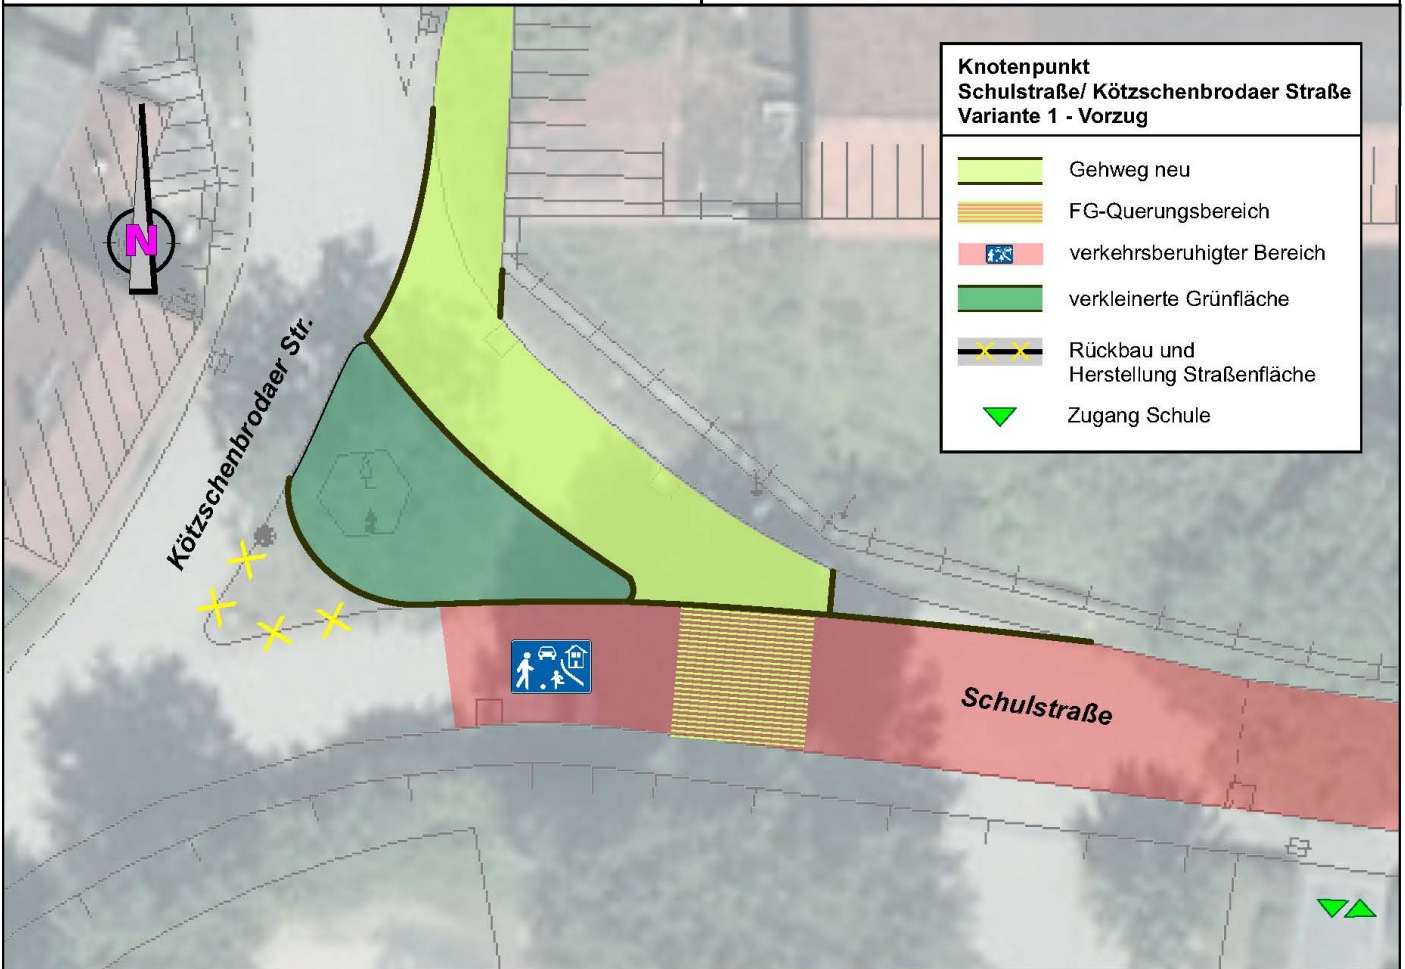 Knotenpunkt
Schulstraße/ Kötzschenbrodaer Straße
Variante 1 - Vorzug
Gehweg neu
FG-Querungsbereich
verkehrsberuhigter Bereich
verkleinerte Grünfläche
Rückbau und
Herstellung Straßenfläche
Zugang Schule
N
Kötzschenbrodaer Str.
Schulstraße